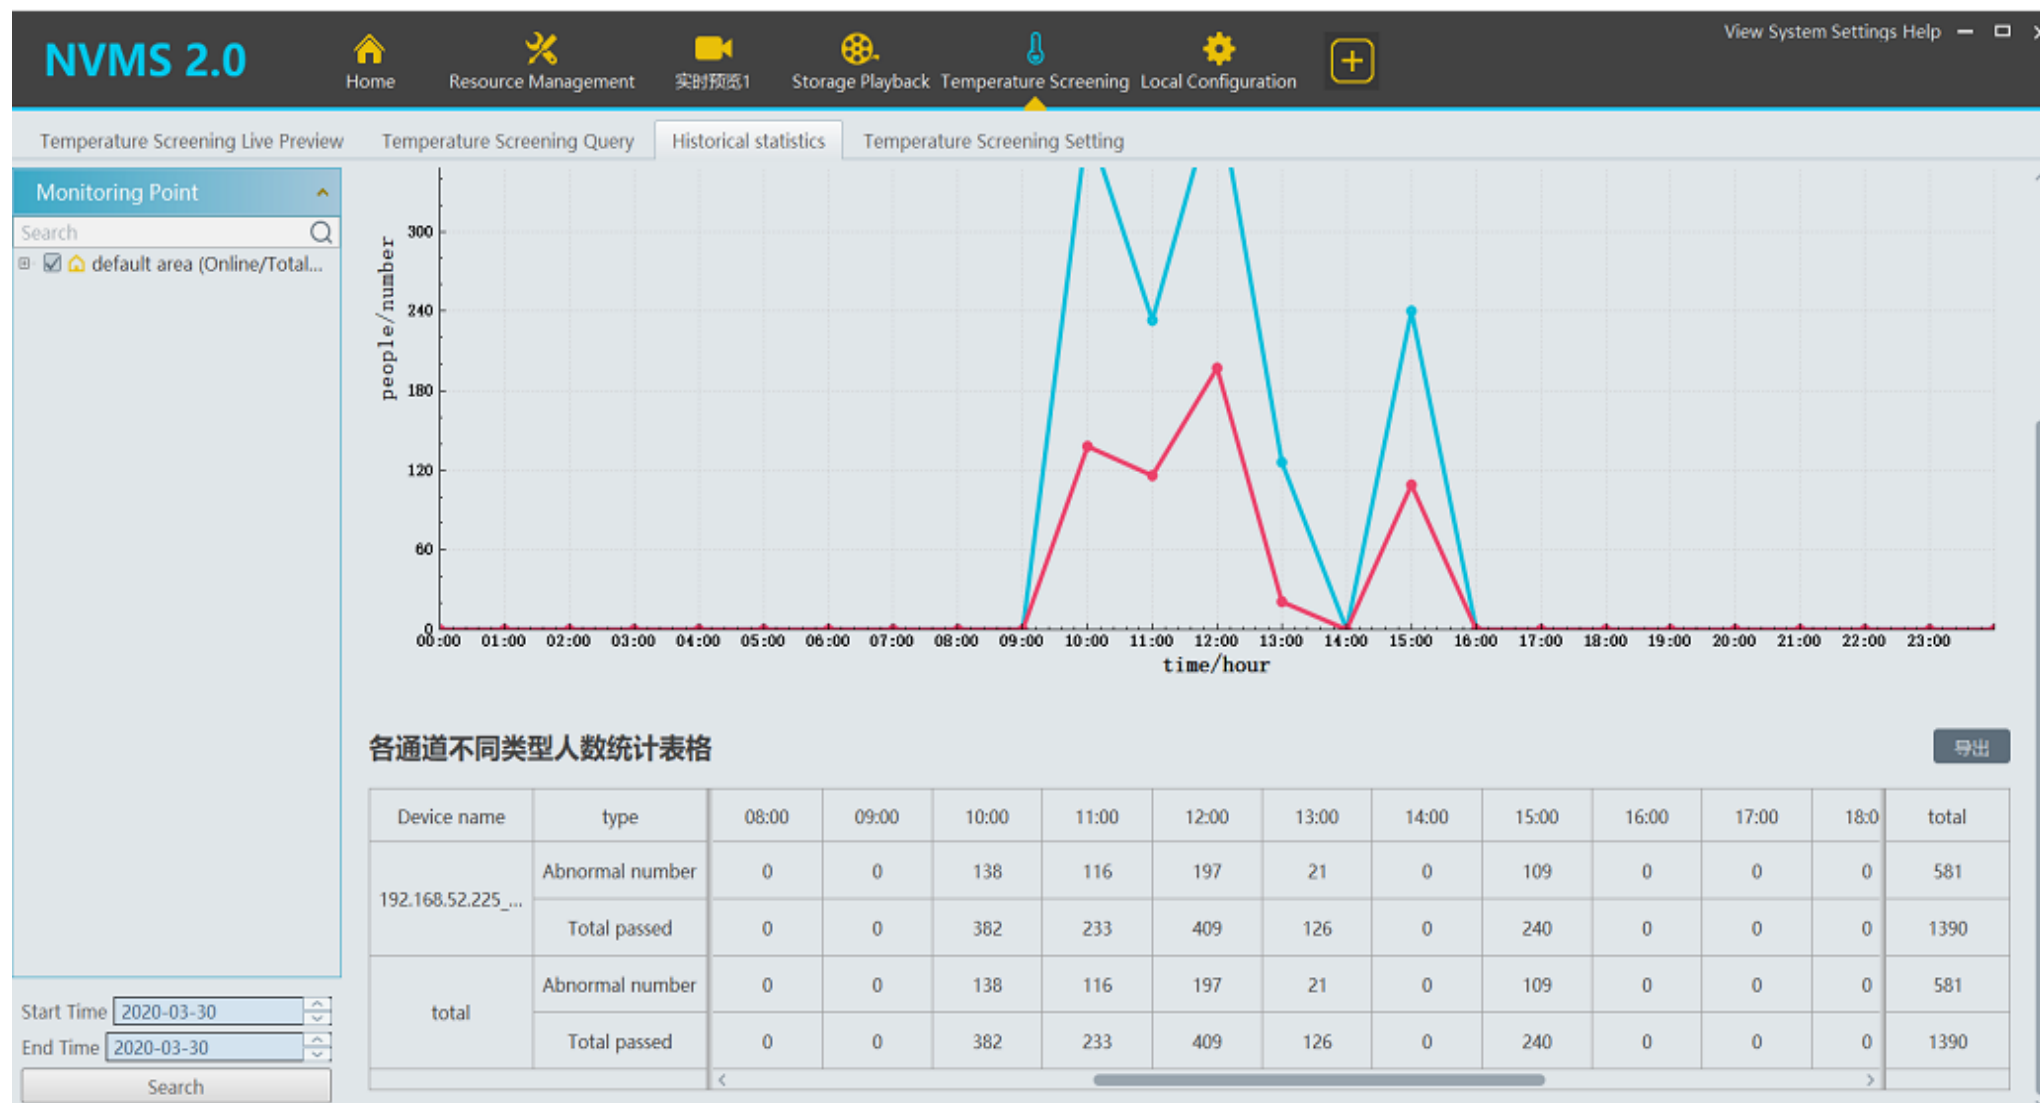 View System Settings Help
NVMS 2.0
Home
Resource Management
实时预览1
Storage Playback
Temperature Screening
Local Configuration
Temperature Screening Live Preview
Temperature Screening Query
Historical statistics
Temperature Screening Setting
Monitoring Point
Search
default area (Online/Total...
Start Time 2020-03-30
End Time 2020-03-30
Search
people/number
300
240
180
120
60
0
00:00 01:00 02:00 03:00 04:00 05:00 06:00 07:00 08:00 09:00 10:00 11:00 12:00 13:00 14:00 15:00 16:00 17:00 18:00 19:00 20:00 21:00 22:00 23:00
time/hour
各通道不同类型人数统计表格
导出
Device name type 08:00 09:00 10:00 11:00 12:00 13:00 14:00 15:00 16:00 17:00 18:0 total
192.168.52.225_...
Abnormal number 0 0 138 116 197 21 0 109 0 0 0 581
Total passed 0 0 382 233 409 126 0 240 0 0 0 1390
total
Abnormal number 0 0 138 116 197 21 0 109 0 0 0 581
Total passed 0 0 382 233 409 126 0 240 0 0 0 1390